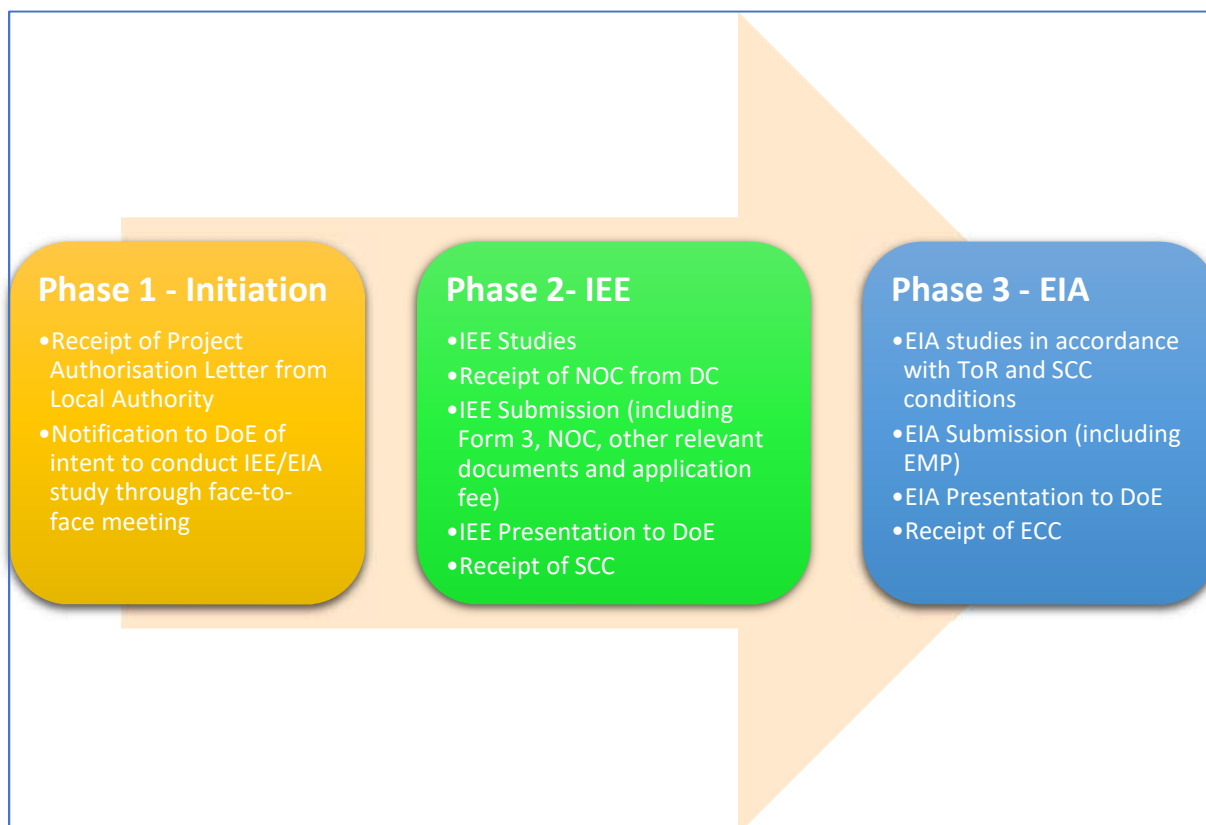 Phase 1 - Initiation
•Receipt of Project
Authorisation Letter from
Local Authority
•Notification to DoE of
intent to conduct IEE/EIA
study through face-to-
face meeting
Phase 2- IEE
•IEE Studies
•Receipt of NOC from DC
•IEE Submission (including
Form 3, NOC, other relevant
documents and application
fee)
•IEE Presentation to DoE
•Receipt of SCC
Phase 3 - EIA
•EIA studies in accordance
with ToR and SCC
conditions
•EIA Submission (including
EMP)
•EIA Presentation to DoE
•Receipt of ECC